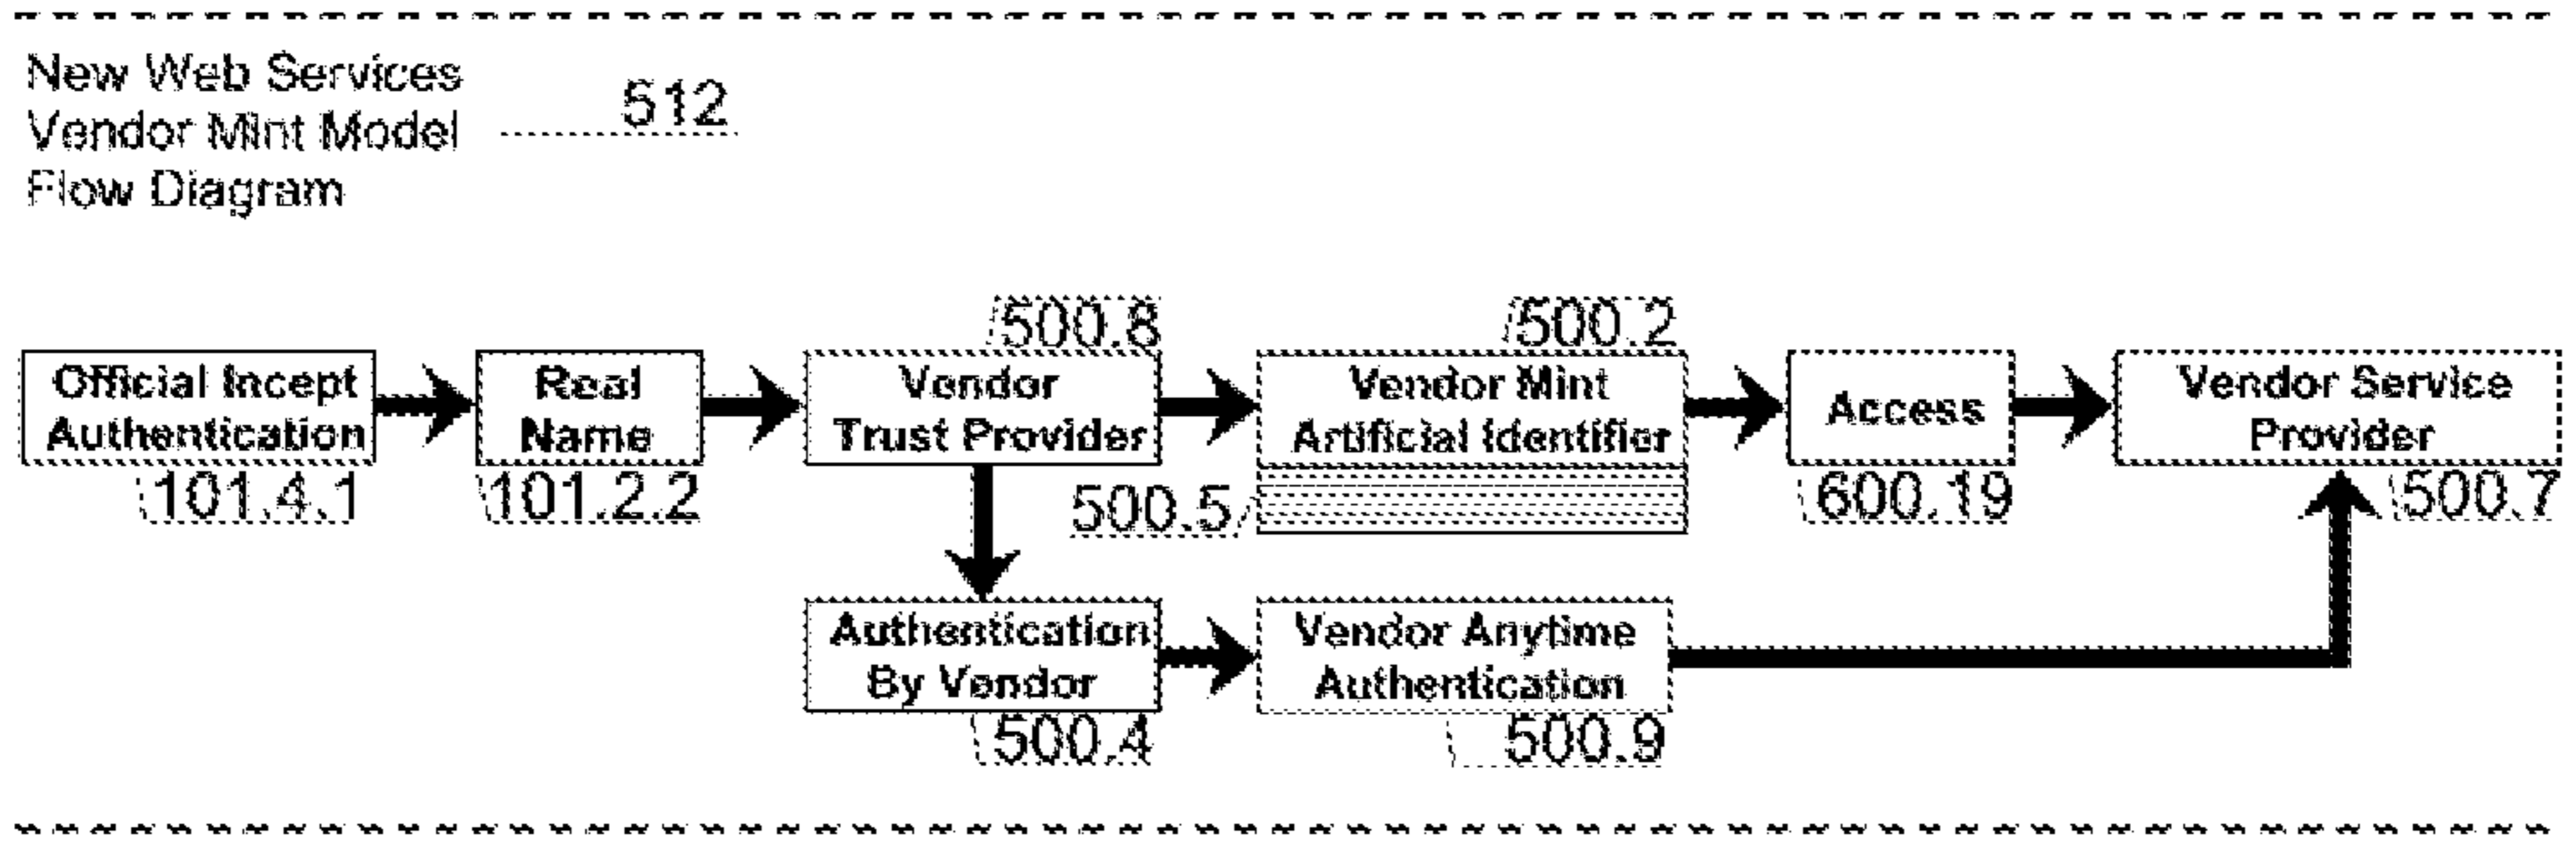 New Web Services
Vendor Mint Model
Flow Diagram
512
500.8
500.2
Official Incept
Authentication
Real
Name
Vendor
Trust Provider
Vendor Mint
Artificial Identifier
Access
Vendor Service
Provider
101.4.1
101.2.2
500.5
600.19
500.7
Authentication
By Vendor
Vendor Anytime
Authentication
500.4
500.9